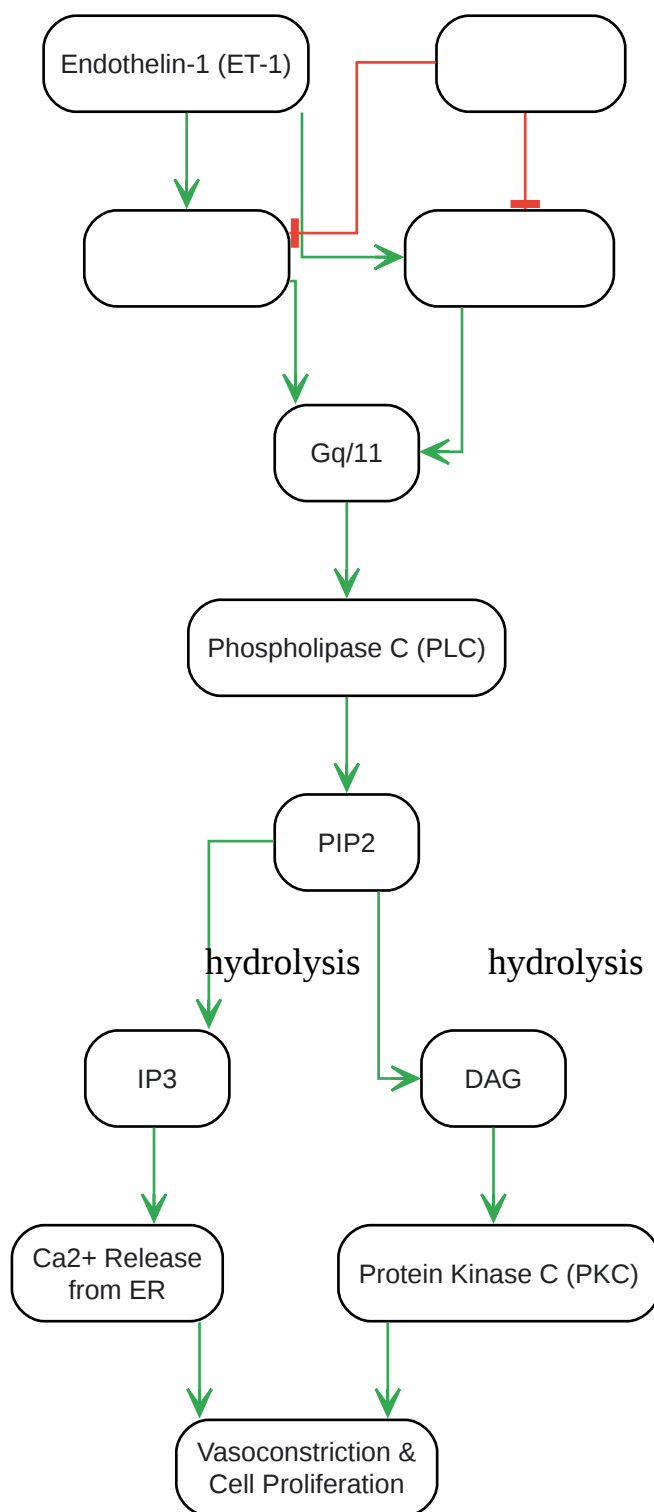 Endothelin-1 (ET-1)
Gq/11
Phospholipase C (PLC)
PIP2
hydrolysis
hydrolysis
IP3
DAG
Ca2+ Release
from ER
Protein Kinase C (PKC)
Vasoconstriction &
Cell Proliferation